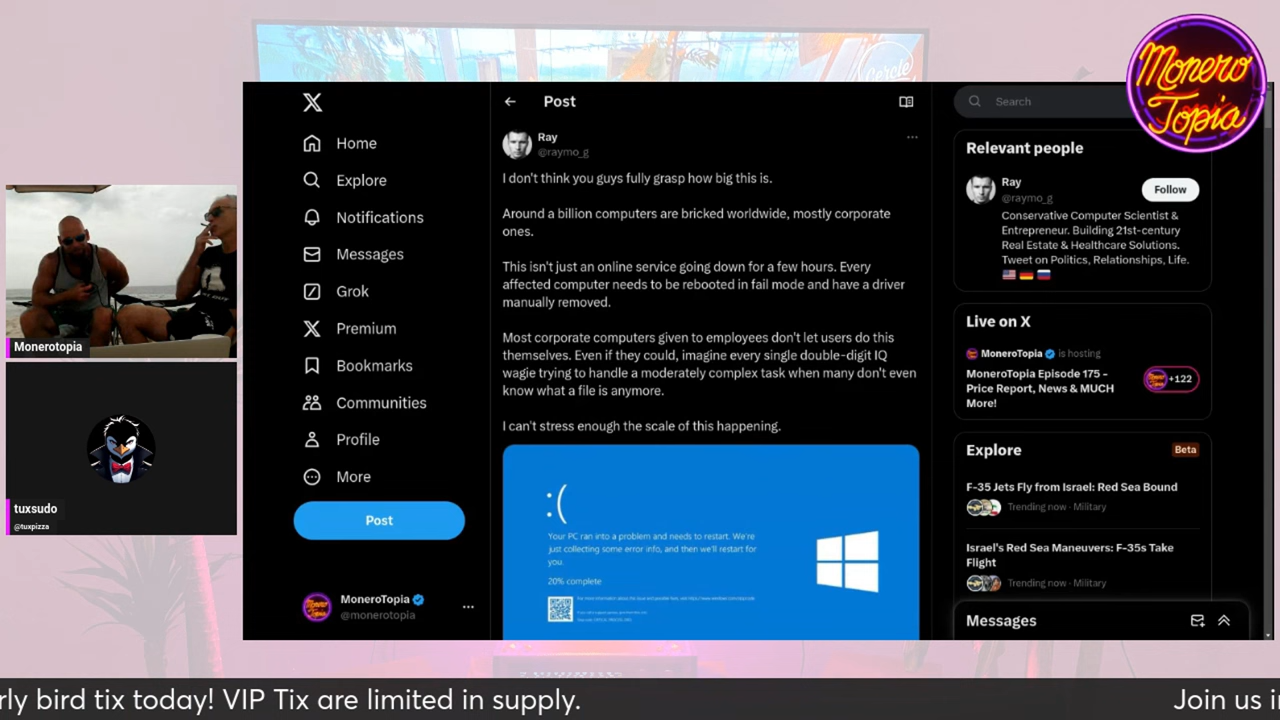 Monero
Topia
Post
Search
Home
Explore
Notifications
Messages
Grok
Premium
Bookmarks
Communities
Profile
More
Post
MoneroTopia
@monerotopia
Ray
@raymo_g
I don't think you guys fully grasp how big this is.
Around a billion computers are bricked worldwide, mostly corporate
ones.
This isn't just an online service going down for a few hours. Every
affected computer needs to be rebooted in fail mode and have a driver
manually removed.
Most corporate computers given to employees don't let users do this
themselves. Even if they could, imagine every single double-digit IQ
wagie trying to handle a moderately complex task when many don't even
know what a file is anymore.
I can't stress enough the scale of this happening.
:(
Your PC ran into a problem and needs to restart. We're
just collecting some error info, and then we'll restart for
you.
20% complete
Relevant people
Ray
@raymo_g
Follow
Conservative Computer Scientist &
Entrepreneur. Building 21st-century
Real Estate & Healthcare Solutions.
Tweet on Politics, Relationships, Life.
Live on X
MoneroTopia is hosting
MoneroTopia Episode 175 -
Price Report, News & MUCH
More!
+122
Explore
Beta
F-35 Jets Fly from Israel: Red Sea Bound
Trending now · Military
Israel's Red Sea Maneuvers: F-35s Take
Flight
Trending now · Military
Messages
Monerotopia
tuxsudo
@tuxpizza
rly bird tix today! VIP Tix are limited in supply.
Join us i